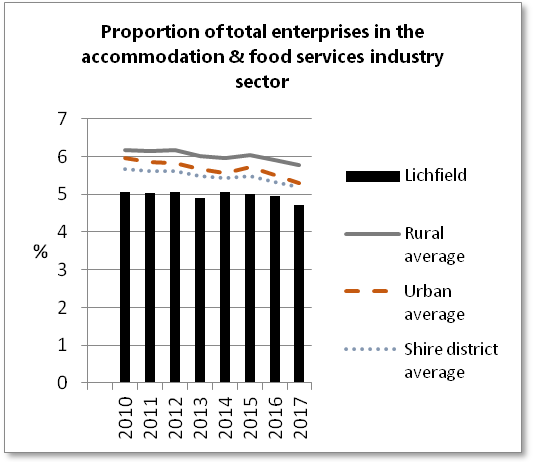 Proportion of total enterprises in the
accommodation & food services industry
sector
7
6
5
4
3
2
1
0
%
2010
2011
2012
2013
2014
2015
2016
2017
Lichfield
Rural
average
Urban
average
Shire district
average